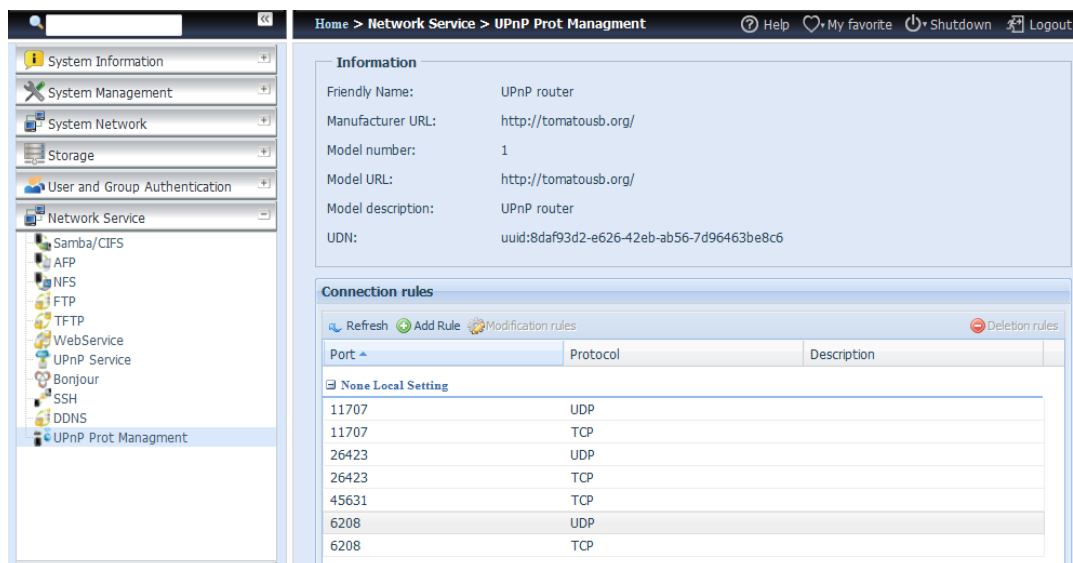 Home > Network Service > UPnP Prot Managment
Help
My favorite
Shutdown
Logout
System Information
System Management
System Network
Storage
User and Group Authentication
Network Service
Samba/CIFS
AFP
NFS
FTP
TFTP
WebService
UPnP Service
Bonjour
SSH
DDNS
UPnP Prot Managment
Information
Friendly Name: UPnP router
Manufacturer URL: http://tomatousb.org/
Model number: 1
Model URL: http://tomatousb.org/
Model description: UPnP router
UDN: uuid:8daf93d2-e626-42eb-ab56-7d96463be8c6
Connection rules
Refresh Add Rule Modification rules Deletion rules
Port Protocol Description
None Local Setting
11707 UDP
11707 TCP
26423 UDP
26423 TCP
45631 TCP
6208 UDP
6208 TCP